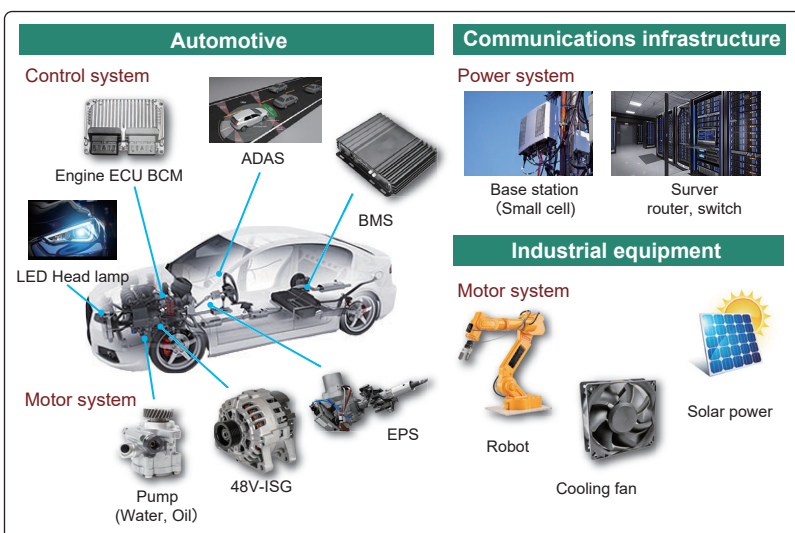 Automotive
Control system
Engine ECU BCM
ADAS
BMS
LED Head lamp
Motor system
Pump
(Water, Oil)
48V-ISG
EPS
Communications infrastructure
Power system
Base station
(Small cell)
Surver
router, switch
Industrial equipment
Motor system
Robot
Cooling fan
Solar power